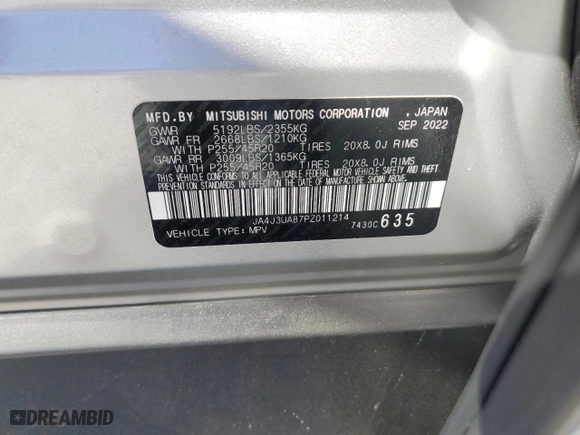 MFD.BY MITSUBISHI MOTORS CORPORATION , JAPAN
GVWR 5192LBS/2355KG SEP 2022
GAWR FR 2668LBS/1210KG
WITH P255/45R20 TIRES 20X8.0J RIMS
GAWR RR 3009LBS/1365KG
WITH P255/45R20 TIRES 20X8.0J RIMS
THIS VEHICLE CONFORMS TO ALL APPLICABLE FEDERAL MOTOR VEHICLE SAFETY AND THEFT
PREVENTION STANDARDS IN EFFECT ON THE DATE OF MANUFACTURE SHOWN ABOVE.
JA4J3UA87PZ011214
VEHICLE TYPE: MPV 7430C 635
DREAMBID